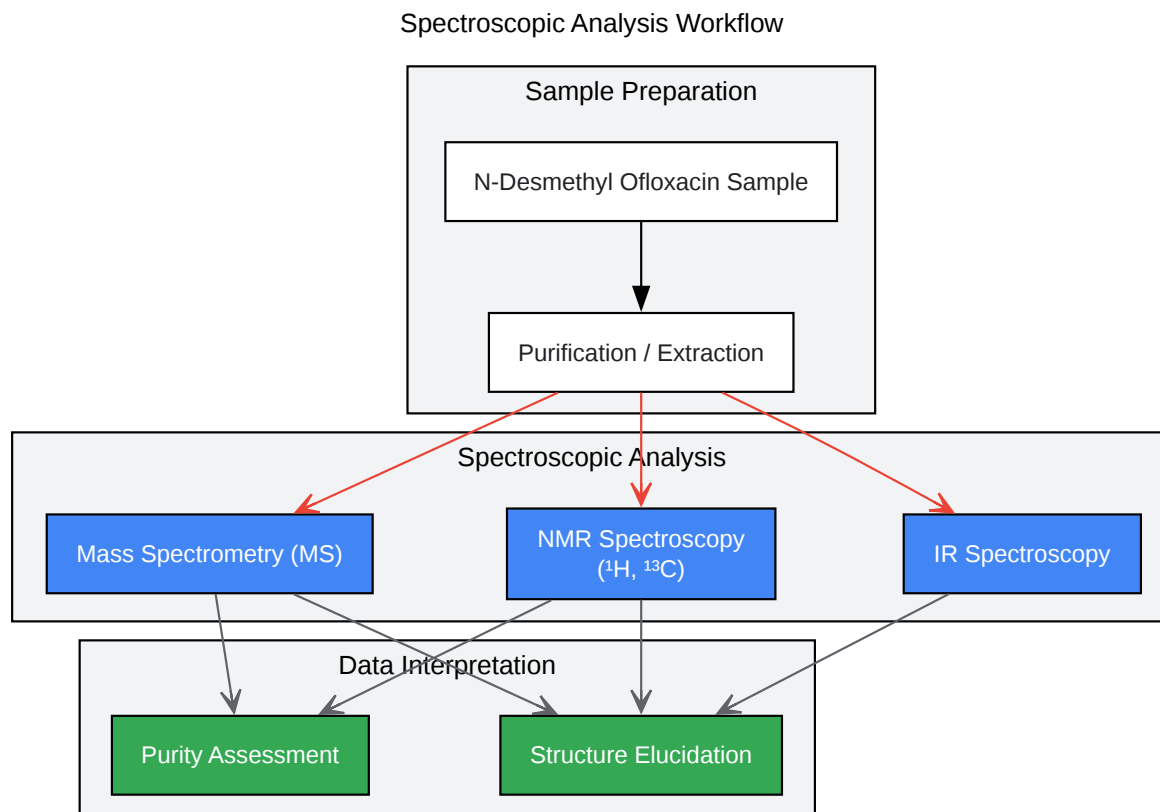 Spectroscopic Analysis Workflow
Sample Preparation
N-Desmethyl Ofloxacin Sample
Purification / Extraction
Spectroscopic Analysis
Mass Spectrometry (MS)
NMR Spectroscopy
(¹H, ¹³C)
IR Spectroscopy
Data Interpretation
Purity Assessment
Structure Elucidation